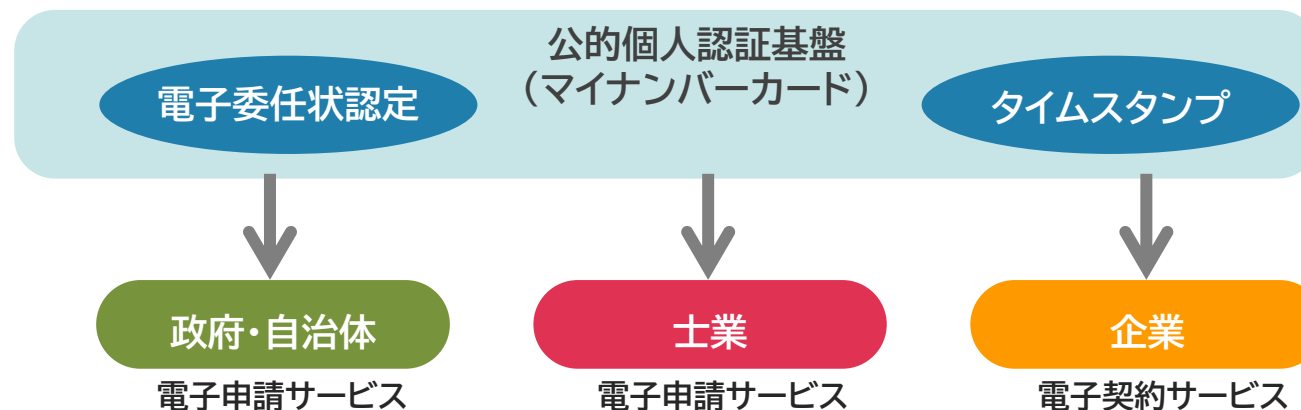 公的個人認証基盤
（マイナンバーカード）
電子委任状認定
タイムスタンプ
政府・自治体
士業
企業
電子申請サービス
電子申請サービス
電子契約サービス